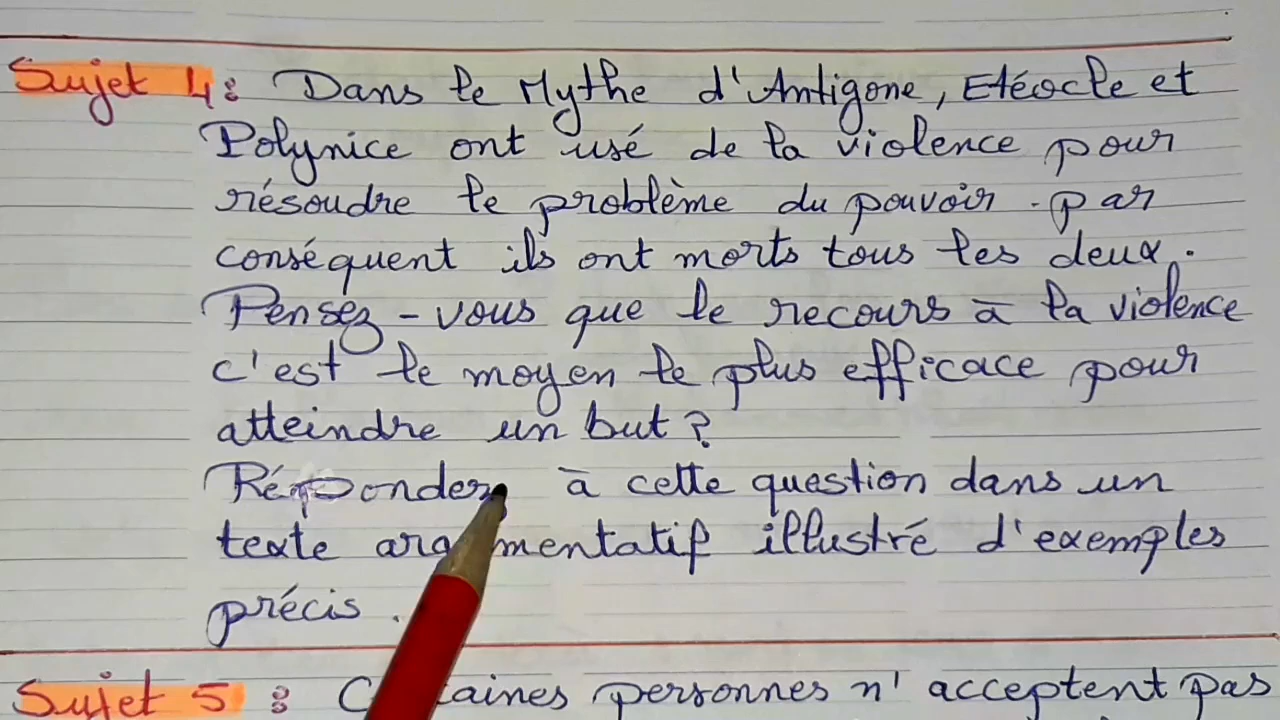 Sujet 4 : Dans le Mythe d'Antigone, Etéocle et
Polynice ont usé de la violence pour
résoudre le problème du pouvoir . par
conséquent ils ont morts tous les deux.
Pensez-vous que le recours à la violence
c'est le moyen le plus efficace pour
atteindre un but ?
Répondez à cette question dans un
texte argumentatif illustré d'exemples
précis .
Sujet 5 : personnes n'acceptent pas